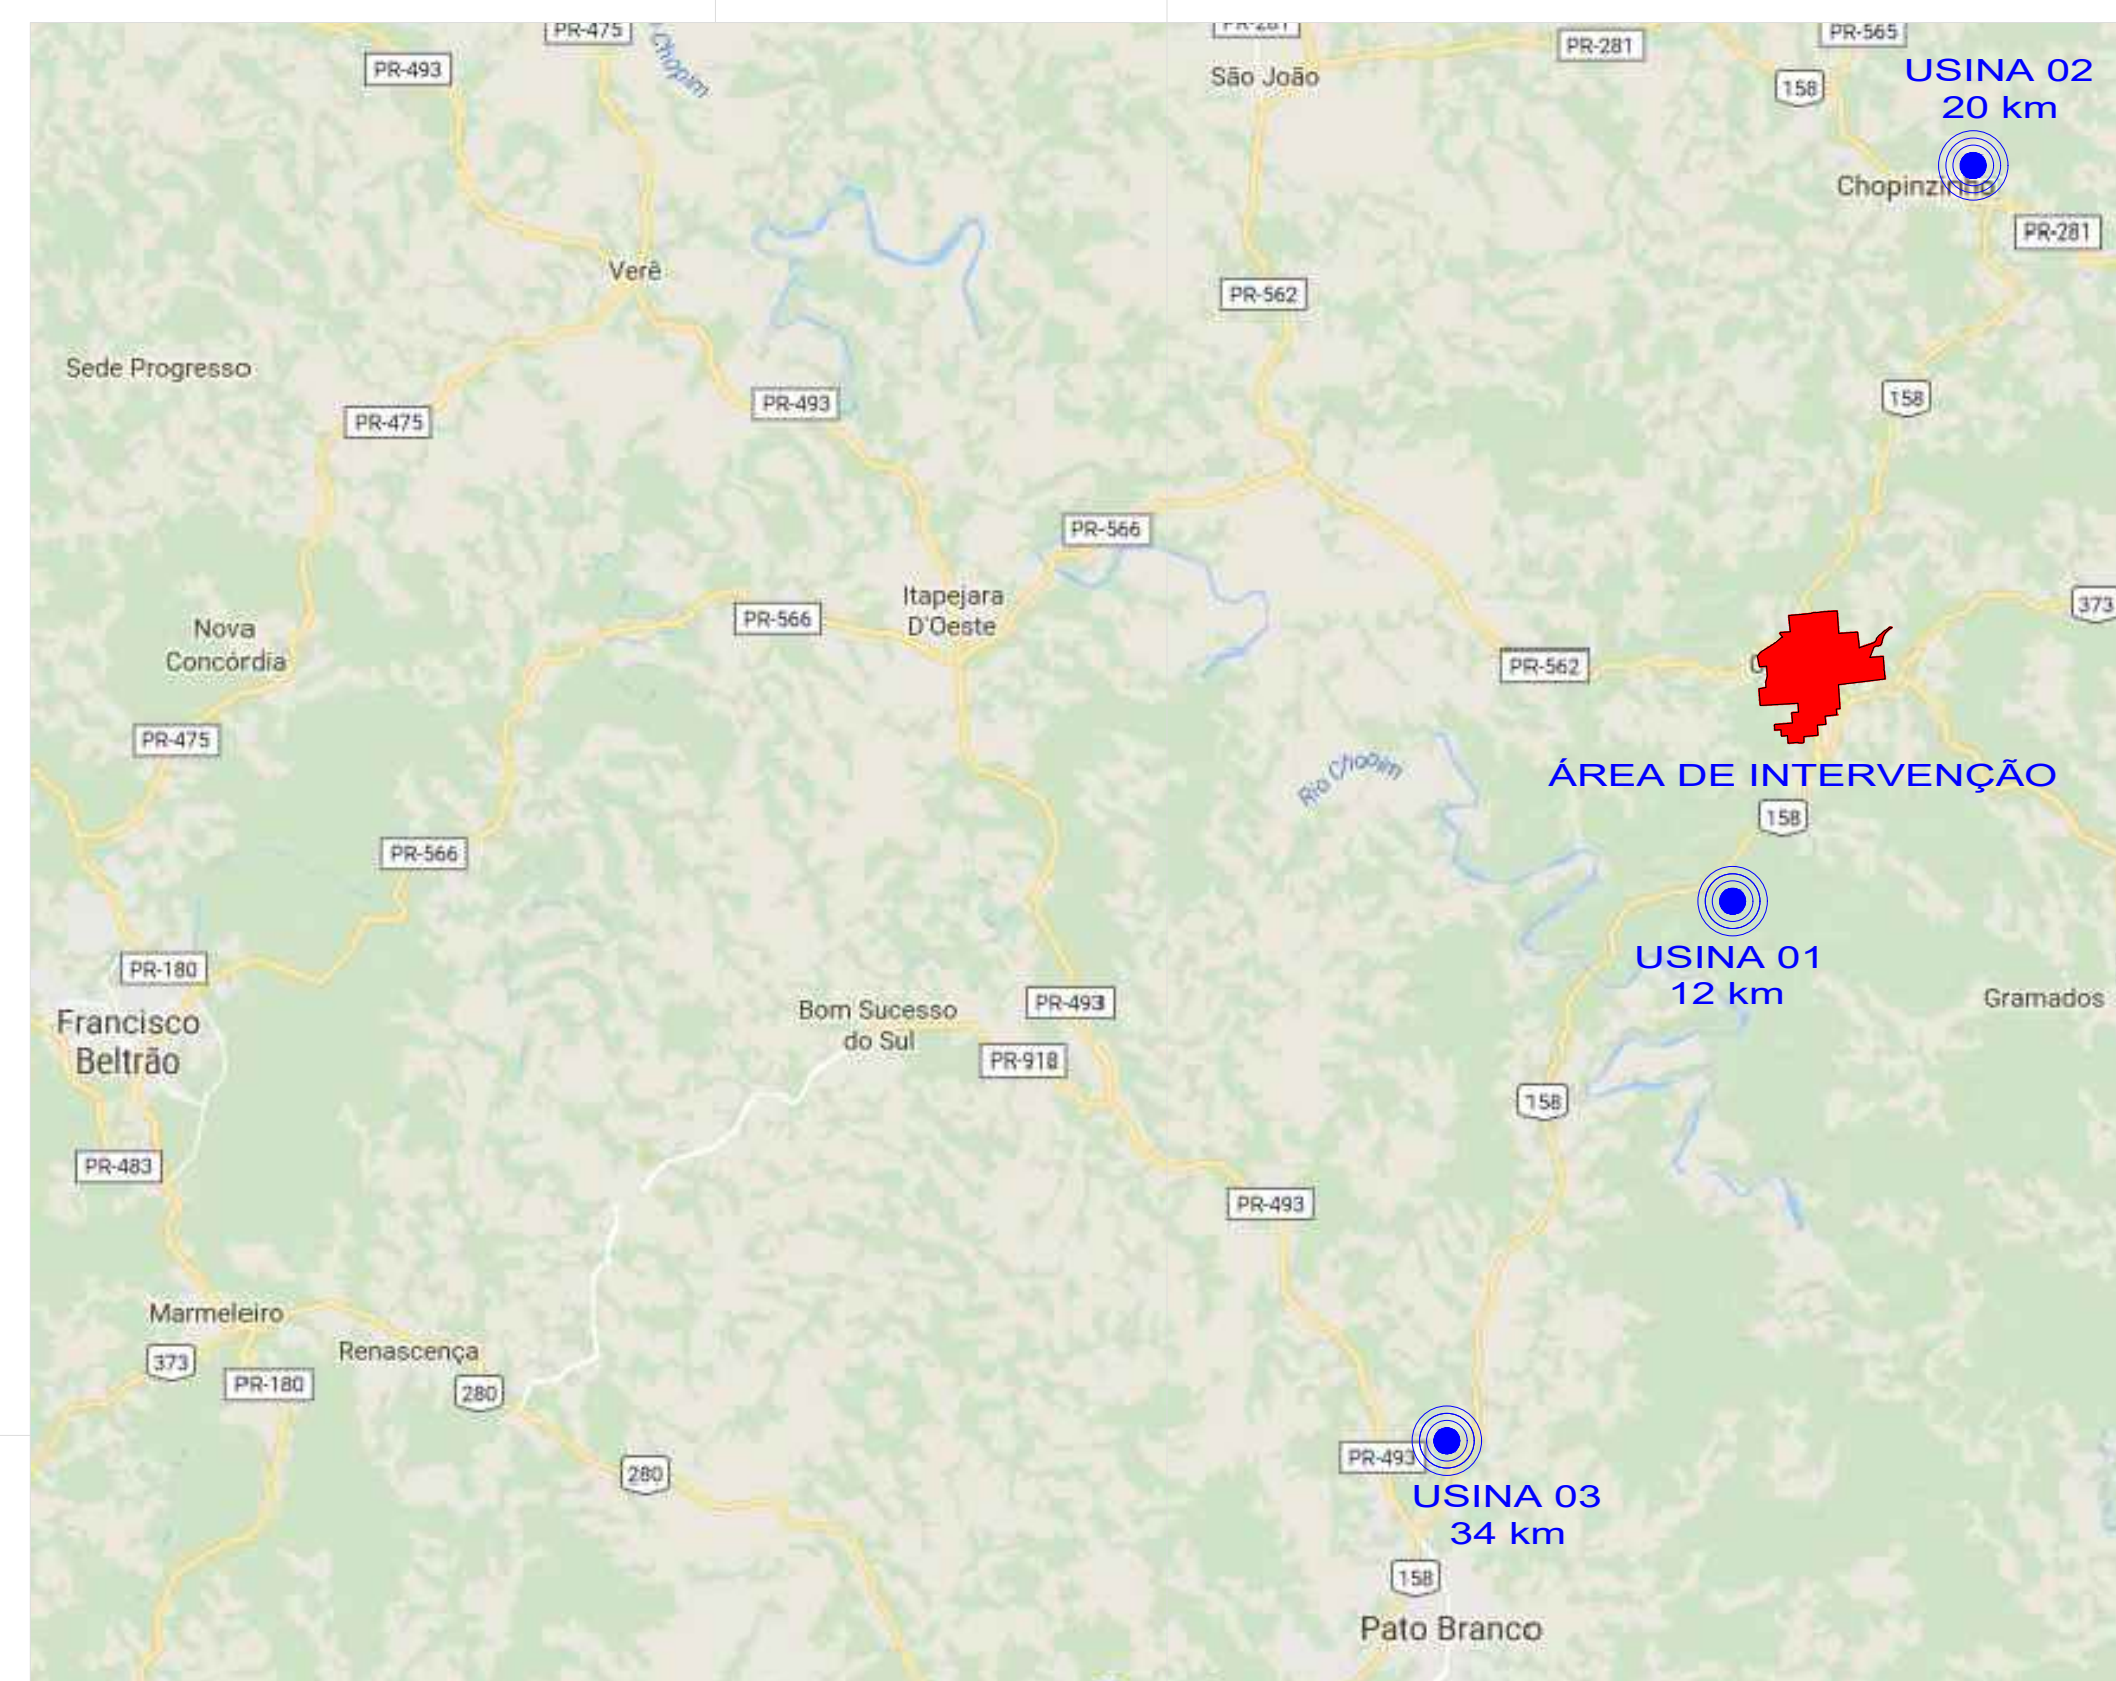 PR-475
Chopim
PR-281
PR-565
PR-281
PR-493
São João
158
USINA 02
20 km
Chopinzinho
PR-281
Verê
PR-562
Sede Progresso
PR-475
PR-493
158
PR-566
Itapejara
D'Oeste
PR-566
373
Nova
Concórdia
PR-562
PR-475
Rio Chopim
ÁREA DE INTERVENÇÃO
158
PR-566
USINA 01
12 km
PR-180
Gramados
Francisco
Beltrão
Bom Sucesso
do Sul
PR-493
PR-918
158
PR-483
PR-493
Marmeleiro
373
Renascença
PR-180
280
280
PR-493
USINA 03
34 km
158
Pato Branco